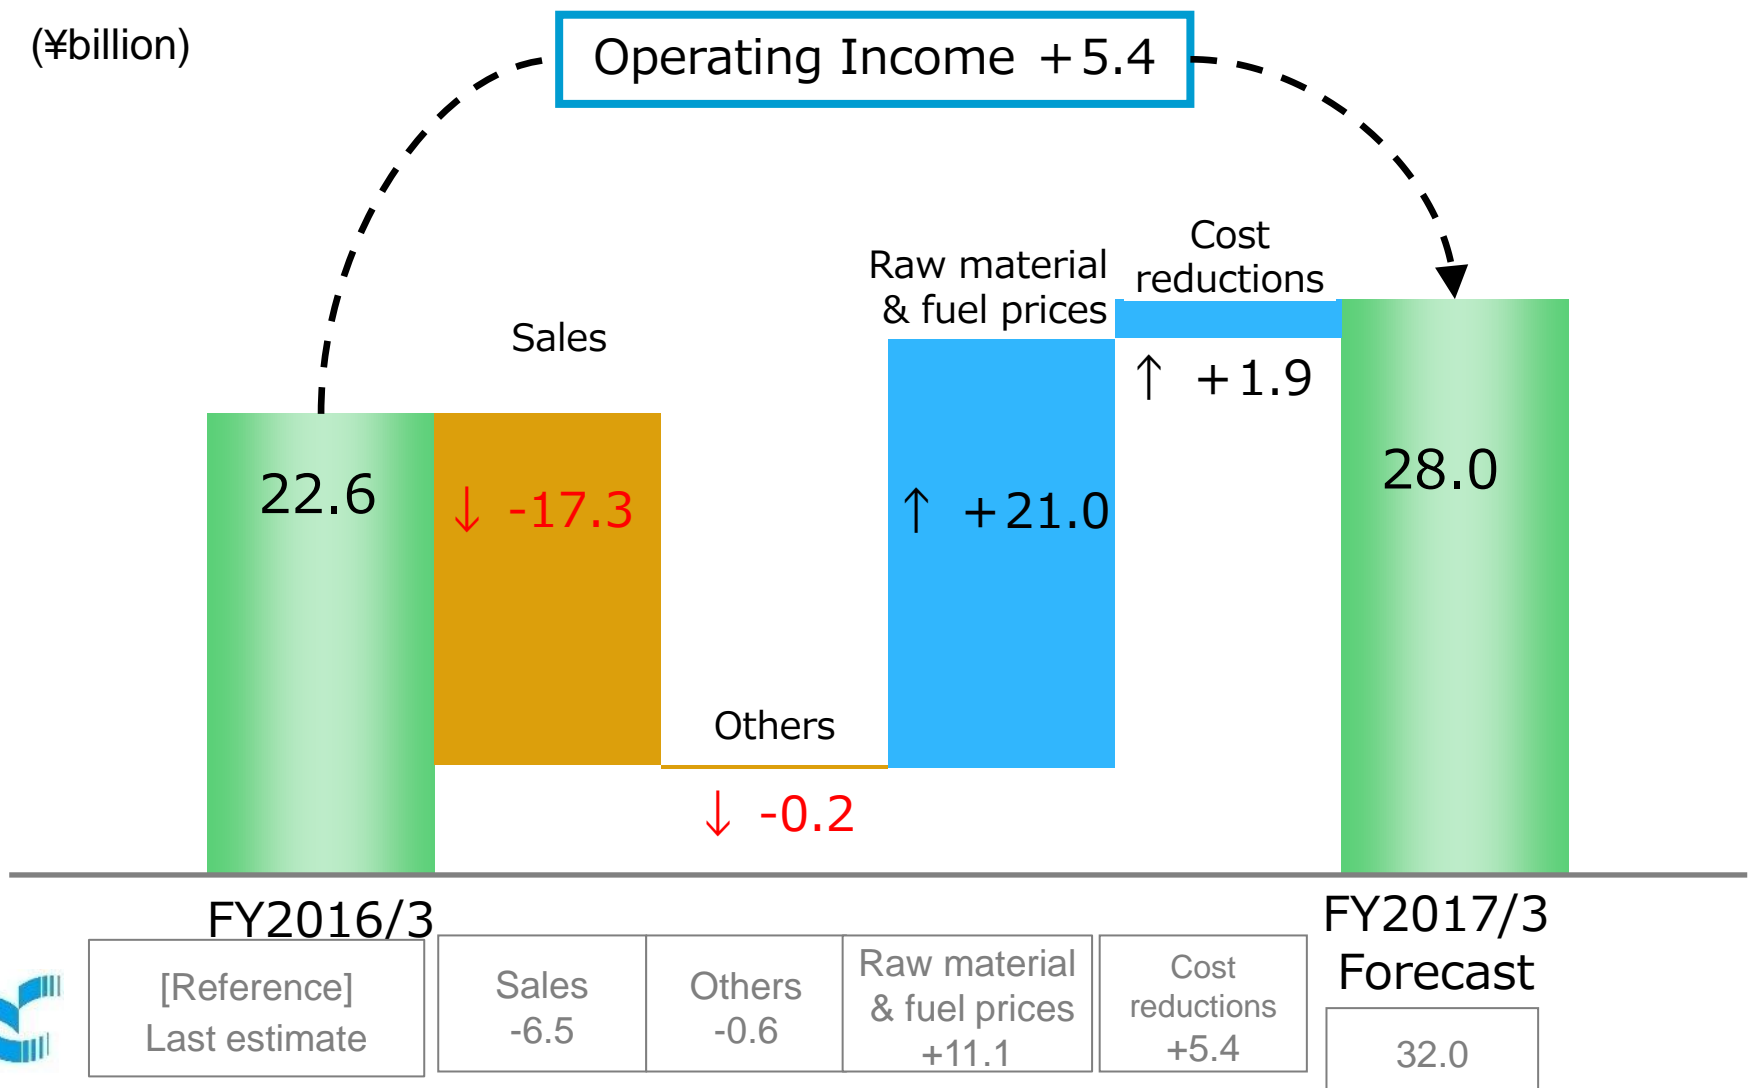 (¥billion)
Operating Income +5.4
Cost
reductions
Raw material
& fuel prices
Sales
↑ +1.9
22.6
↓ -17.3
↑ +21.0
28.0
Others
↓ -0.2
FY2016/3
FY2017/3
Forecast
[Reference]
Last estimate
Sales
-6.5
Others
-0.6
Raw material
& fuel prices
+11.1
Cost
reductions
+5.4
32.0